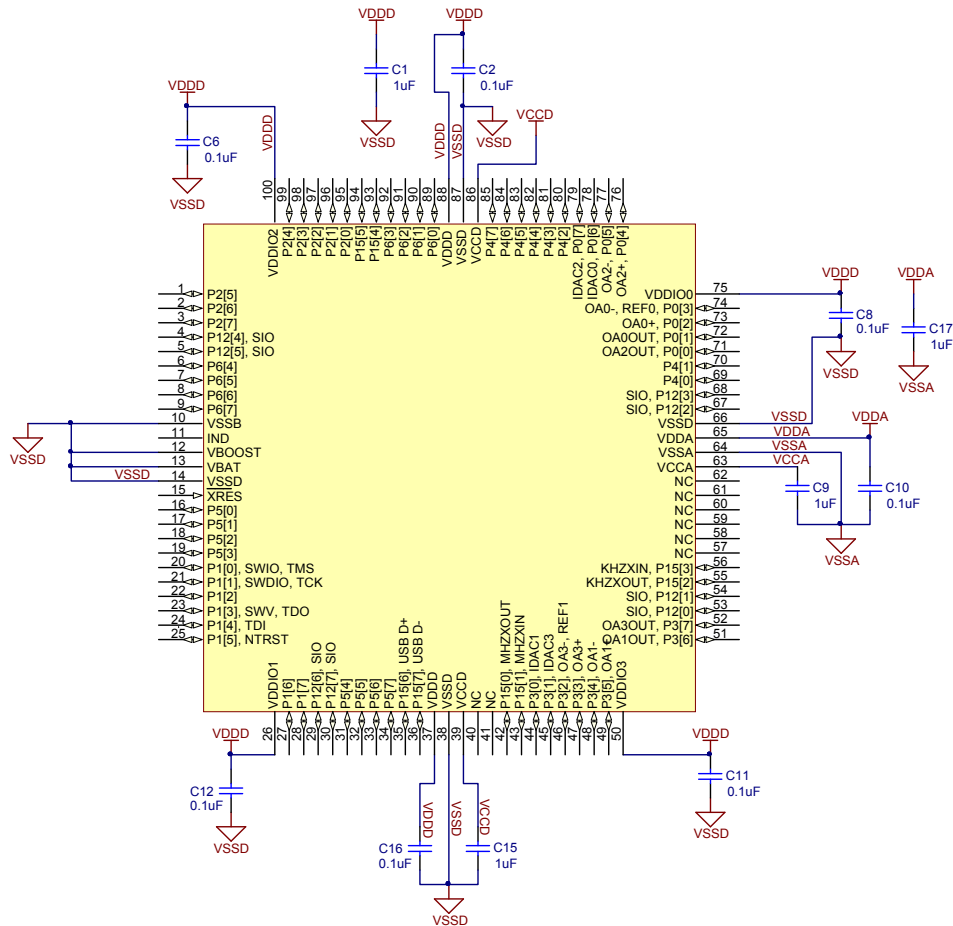 VDDD
C1
1uF
VSSD
VDDD
C2
0.1uF
VDDD
VSSD
VSSD
VCCD
VDDD
VDDD
C6
0.1uF
VSSD
100
99
98
97
96
95
94
93
92
91
90
89
88
87
86
85
84
83
82
81
80
79
78
77
76
VDDIO2
P2[4]
P2[3]
P2[2]
P2[1]
P2[0]
P15[5]
P15[4]
P6[3]
P6[2]
P6[1]
P6[0]
VDDD
VSSD
VCCD
P4[7]
P4[6]
P4[5]
P4[4]
P4[3]
P4[2]
IDAC2, P0[7]
IDAC0, P0[6]
OA2-, P0[5]
OA2+, P0[4]
1 P2[5]
2 P2[6]
3 P2[7]
4 P12[4], SIO
5 P12[5], SIO
6 P6[4]
7 P6[5]
8 P6[6]
9 P6[7]
10 VSSB
11 IND
12 VBOOST
13 VBAT
VSSD 14 VSSD
15 XRES
16 P5[0]
17 P5[1]
18 P5[2]
19 P5[3]
20 P1[0], SWIO, TMS
21 P1[1], SWDIO, TCK
22 P1[2]
23 P1[3], SWV, TDO
24 P1[4], TDI
25 P1[5], NTRST
VSSD
VDDIO0 75
OA0-, REF0, P0[3] 74
OA0+, P0[2] 73
OA0OUT, P0[1] 72
OA2OUT, P0[0] 71
P4[1] 70
P4[0] 69
SIO, P12[3] 68
SIO, P12[2] 67
VSSD 66 VSSD
VDDA 65 VDDA
VSSA 64 VSSA
VCCA 63 VCCA
NC 62
NC 61
NC 60
NC 59
NC 58
NC 57
KHZXIN, P15[3] 56
KHZXOUT, P15[2] 55
SIO, P12[1] 54
SIO, P12[0] 53
OA3OUT, P3[7] 52
OA1OUT, P3[6] 51
VDDD
C8
0.1uF
VSSD
VDDA
C17
1uF
VSSA
VDDA
C9
1uF
C10
0.1uF
VSSA
VDDIO1
P1[6]
P1[7]
P12[6], SIO
P12[7], SIO
P5[4]
P5[5]
P5[6]
P5[7]
P15[6], USB D+
P15[7], USB D-
VDDD
VSSD
VCCD
NC
NC
P15[0], MHZXOUT
P15[1], MHZXIN
P3[0], IDAC1
P3[1], IDAC3
P3[2], OA3-, REF1
P3[3], OA3+
P3[4], OA1-
P3[5], OA1+
VDDIO3
26
27
28
29
30
31
32
33
34
35
36
37
38
39
40
41
42
43
44
45
46
47
48
49
50
VDDD
C12
0.1uF
VSSD
VDDD
VSSD
VCCD
C16
0.1uF
C15
1uF
VSSD
VDDD
C11
0.1uF
VSSD